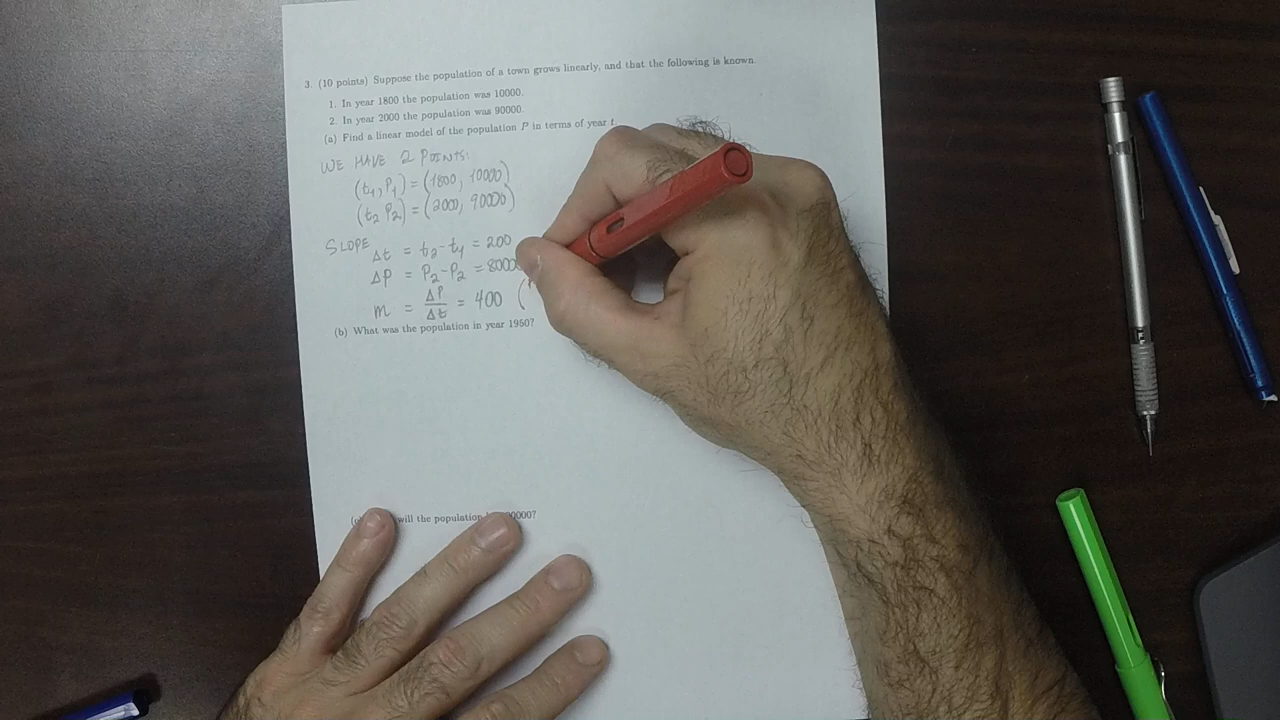 3. (10 points) Suppose the population of a town grows linearly, and that the following is known
1. In year 1800 the population was 10000.
2. In year 2000 the population was 90000.
(a) Find a linear model of the population P in terms of year t
WE HAVE 2 POINTS:
(t1, P1) = (1800, 10000)
(t2 P2) = (2000, 90000)
SLOPE
Δt = t2 - t1 = 200
ΔP = P2 - P2 = 8000
m = ΔP/Δt = 400 (
(b) What was the population in year 1950?
will the population 0000?